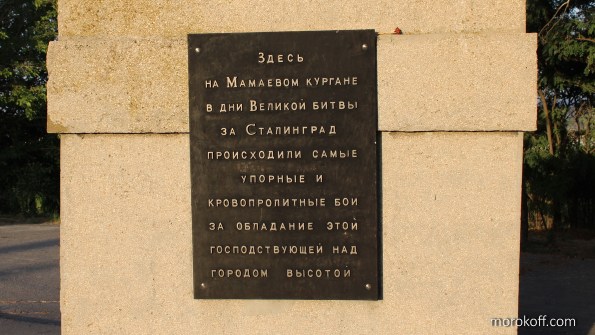 Здесь
на Мамаевом кургане
в дни Великой битвы
за Сталинград
происходили самые
упорные и
кровопролитные бои
за обладание этой
господствующей над
городом высотой
morokoff.com